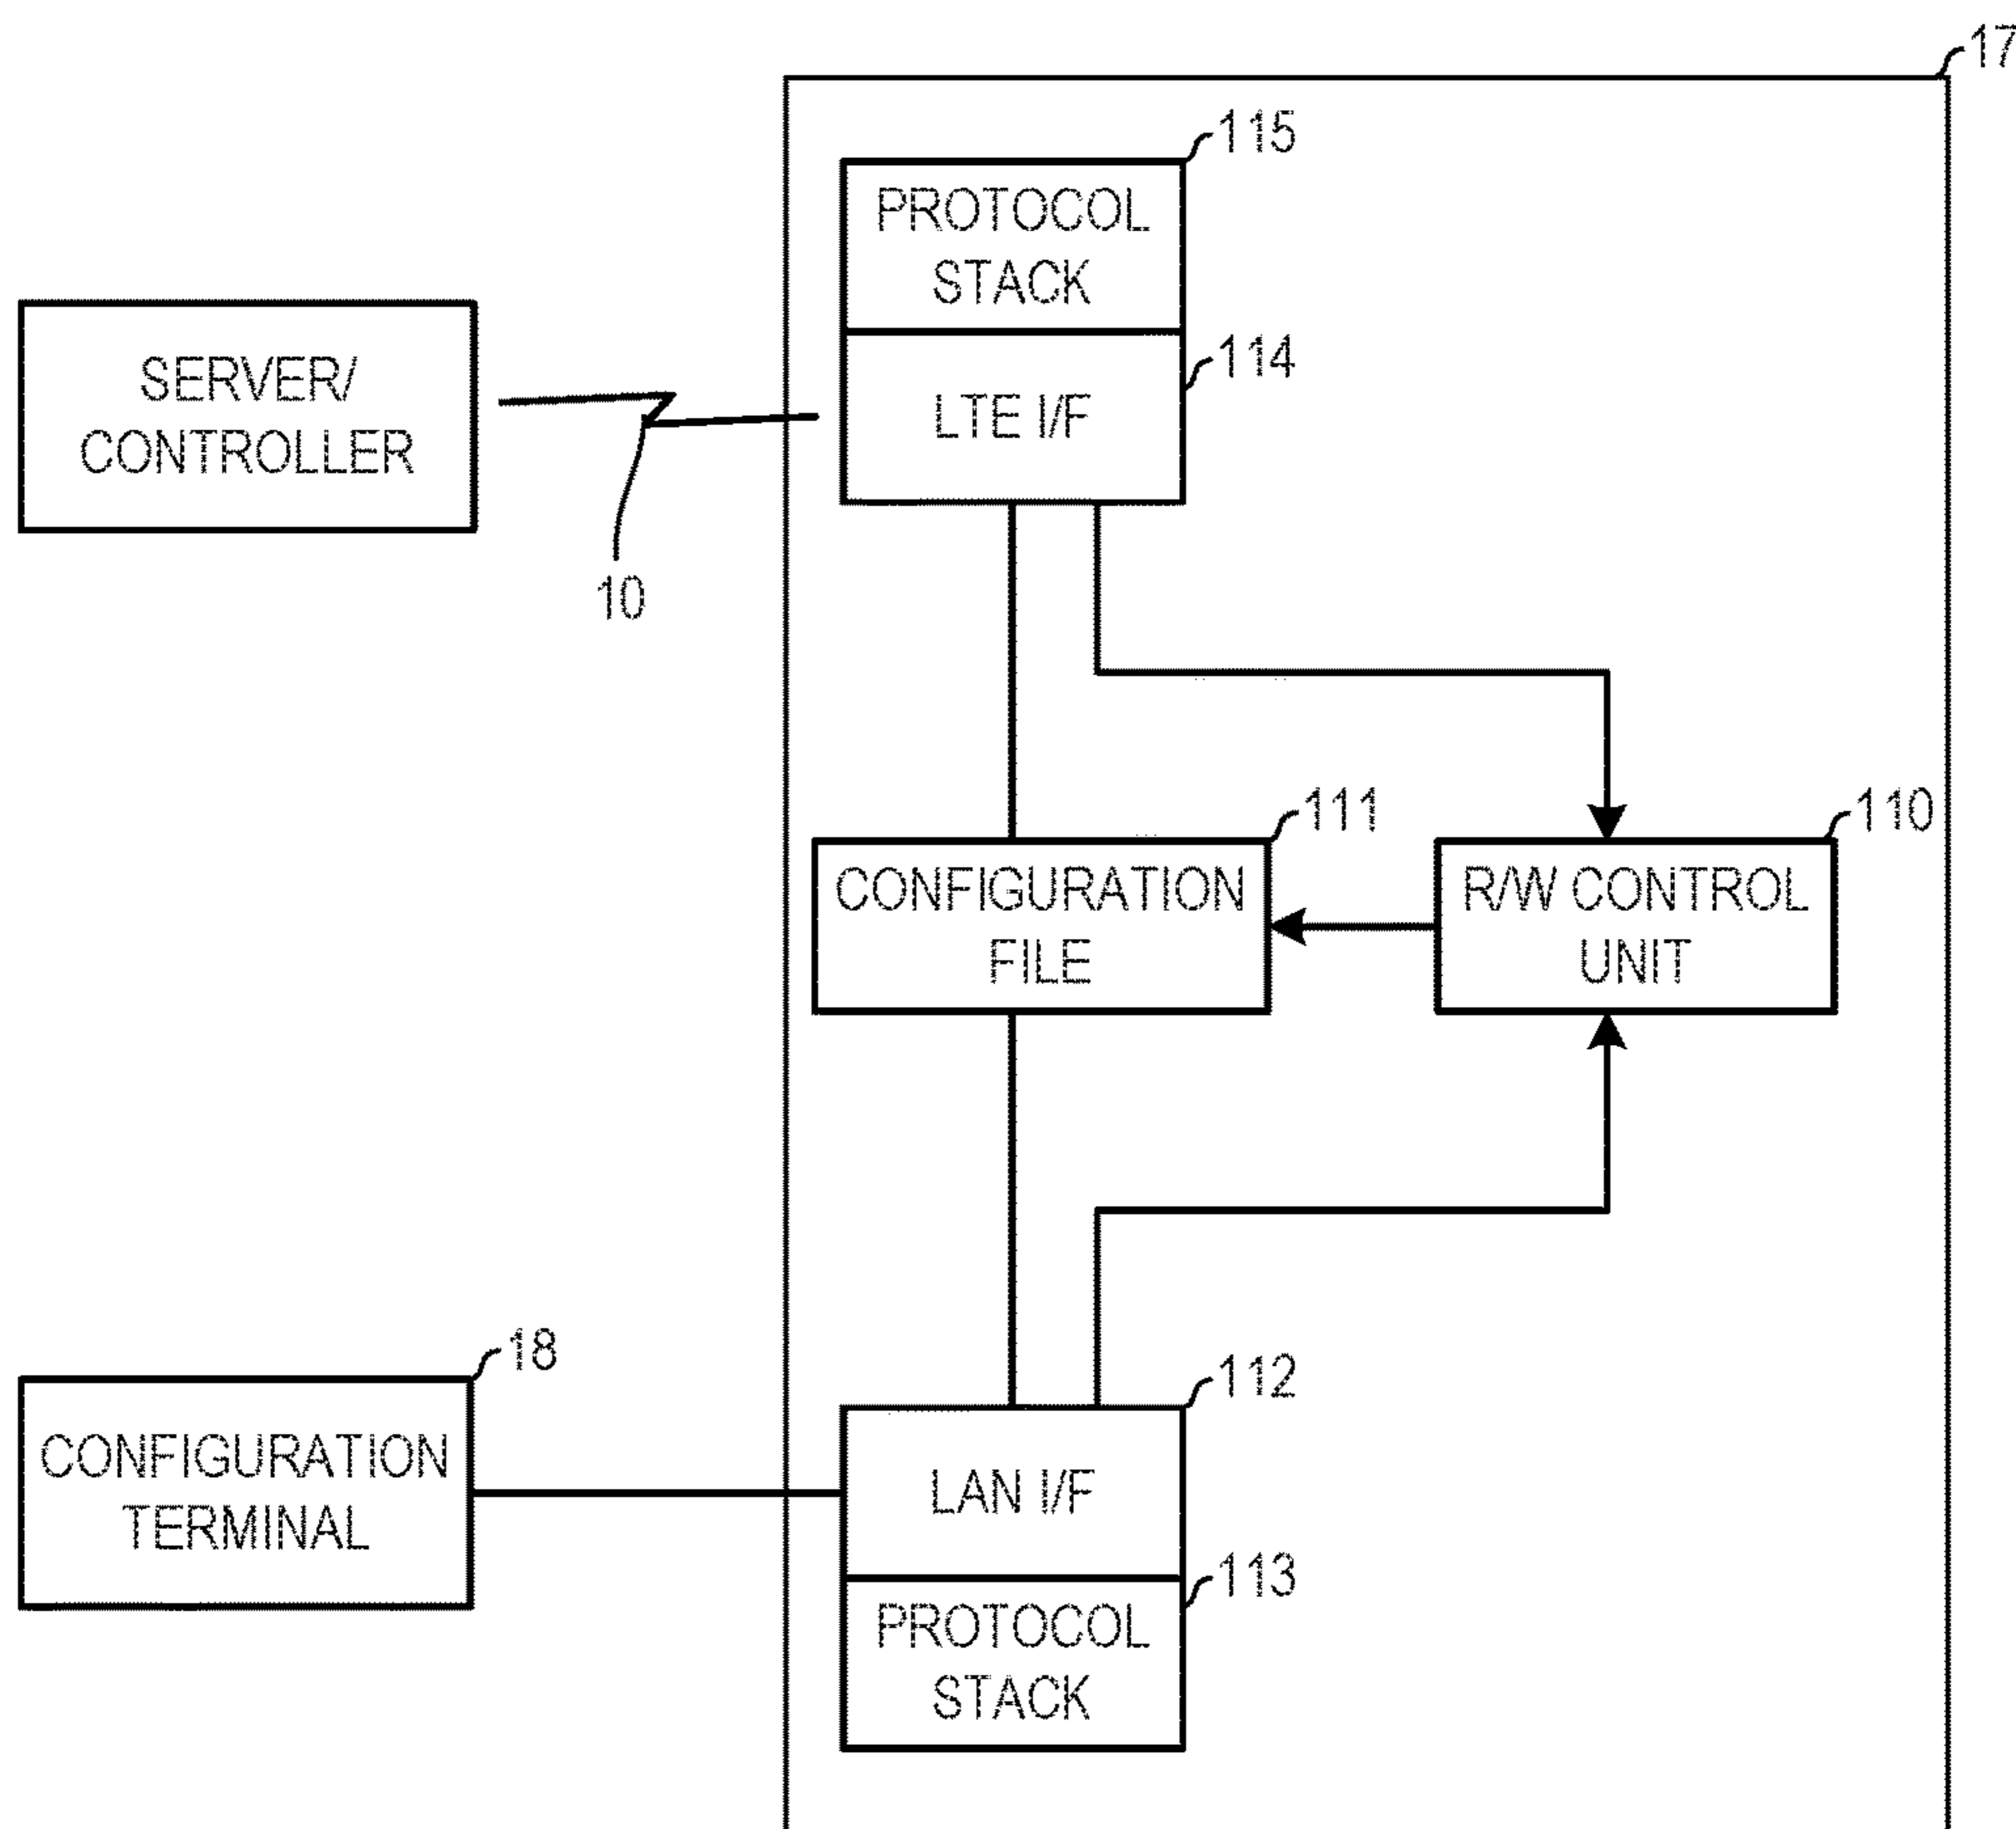 17
115
PROTOCOL
STACK
114
LTE I/F
SERVER/
CONTROLLER
10
111
CONFIGURATION
FILE
110
R/W CONTROL
UNIT
18
CONFIGURATION
TERMINAL
112
LAN I/F
113
PROTOCOL
STACK